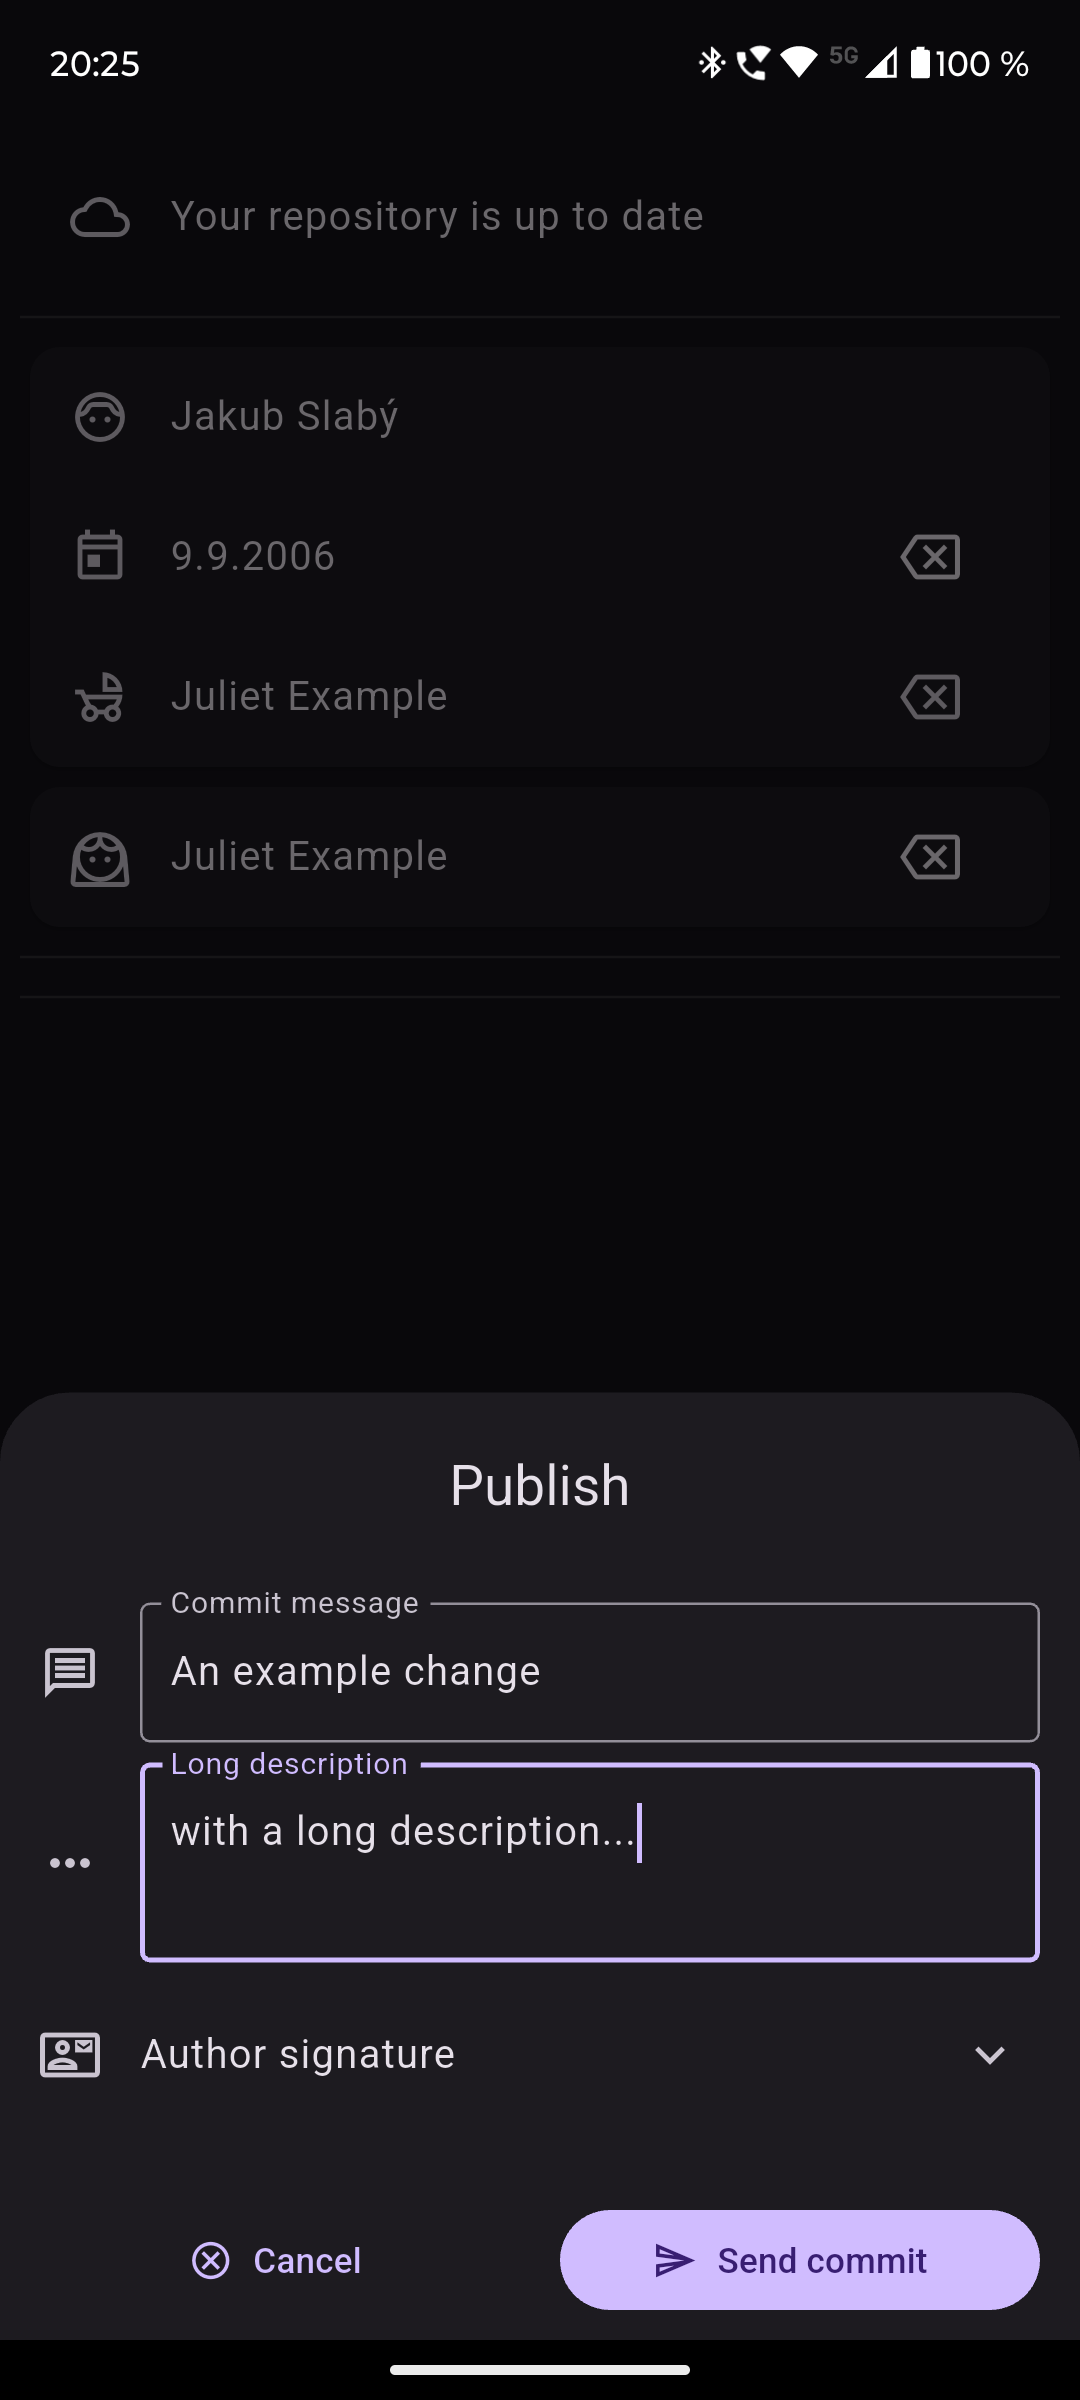 20:25
5G 100 %
Your repository is up to date
Jakub Slabý
9.9.2006
Juliet Example
Juliet Example
Publish
Commit message
An example change
Long description
with a long description...
Author signature
Cancel
Send commit